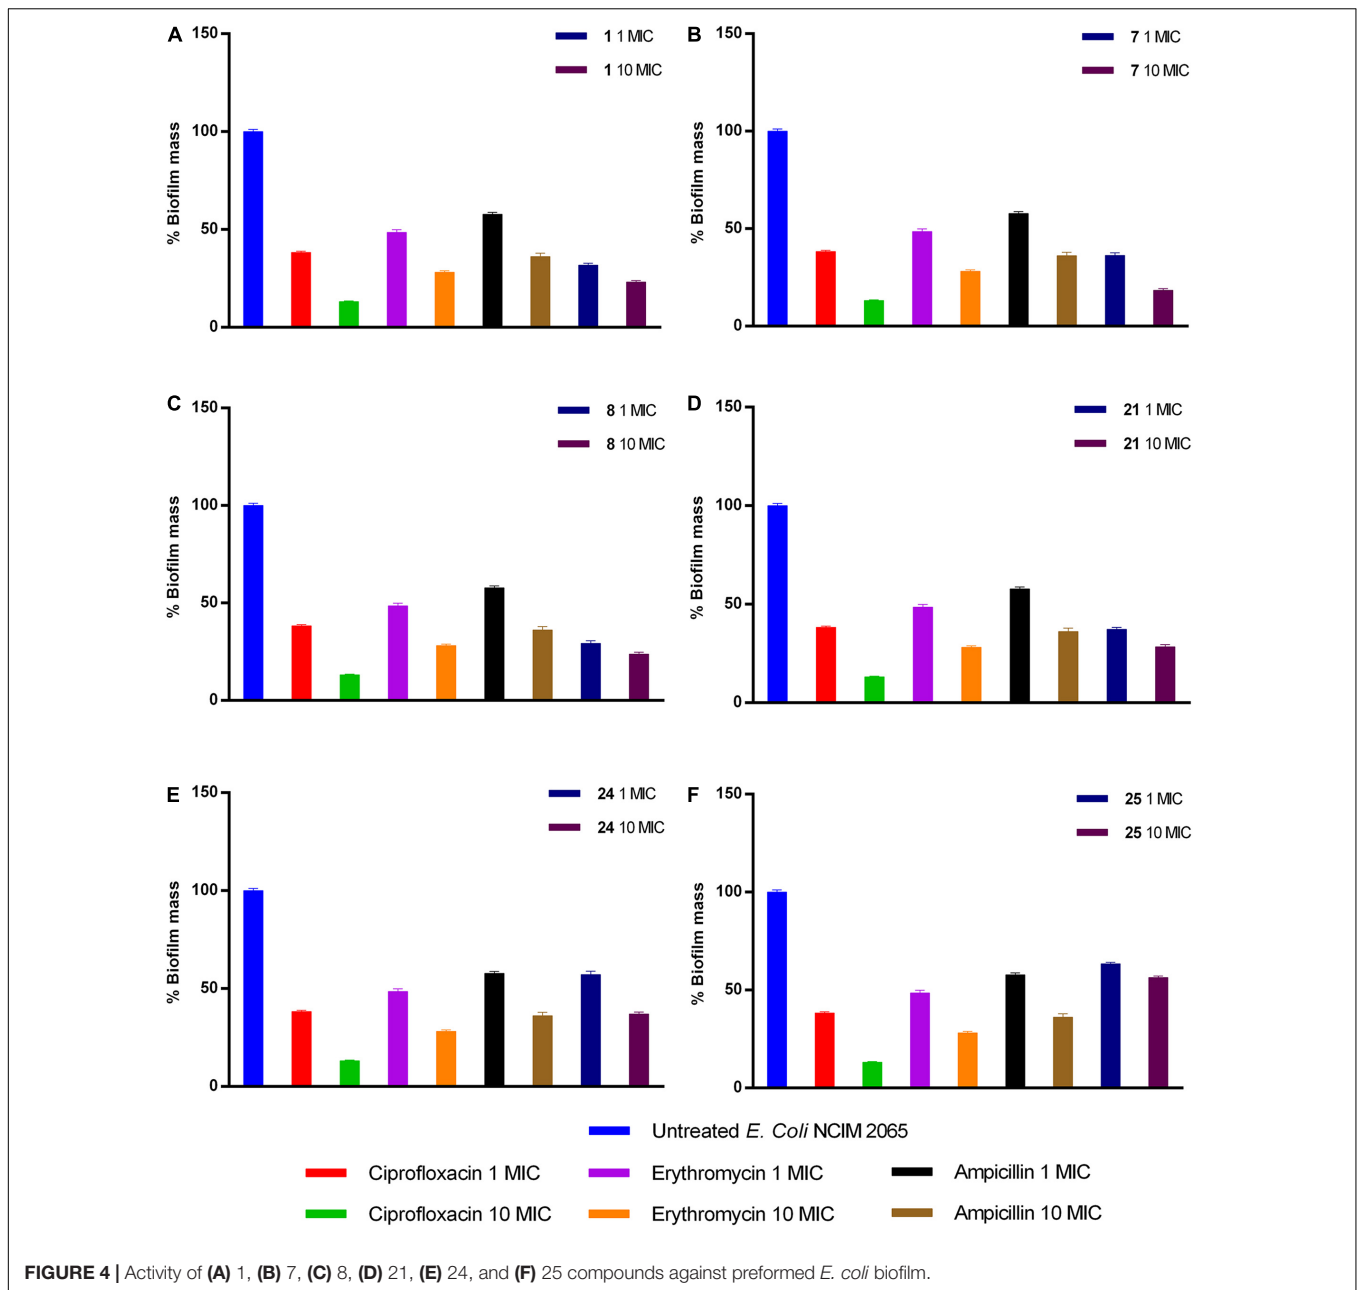 A
150
100
50
0
% Biofilm mass
1 1 MIC
1 10 MIC
B
150
100
50
0
% Biofilm mass
7 1 MIC
7 10 MIC
C
150
100
50
0
% Biofilm mass
8 1 MIC
8 10 MIC
D
150
100
50
0
% Biofilm mass
21 1 MIC
21 10 MIC
E
150
100
50
0
% Biofilm mass
24 1 MIC
24 10 MIC
F
150
100
50
0
% Biofilm mass
25 1 MIC
25 10 MIC
Untreated E. Coli NCIM 2065
Ciprofloxacin 1 MIC
Erythromycin 1 MIC
Ampicillin 1 MIC
Ciprofloxacin 10 MIC
Erythromycin 10 MIC
Ampicillin 10 MIC
FIGURE 4 | Activity of (A) 1, (B) 7, (C) 8, (D) 21, (E) 24, and (F) 25 compounds against preformed E. coli biofilm.